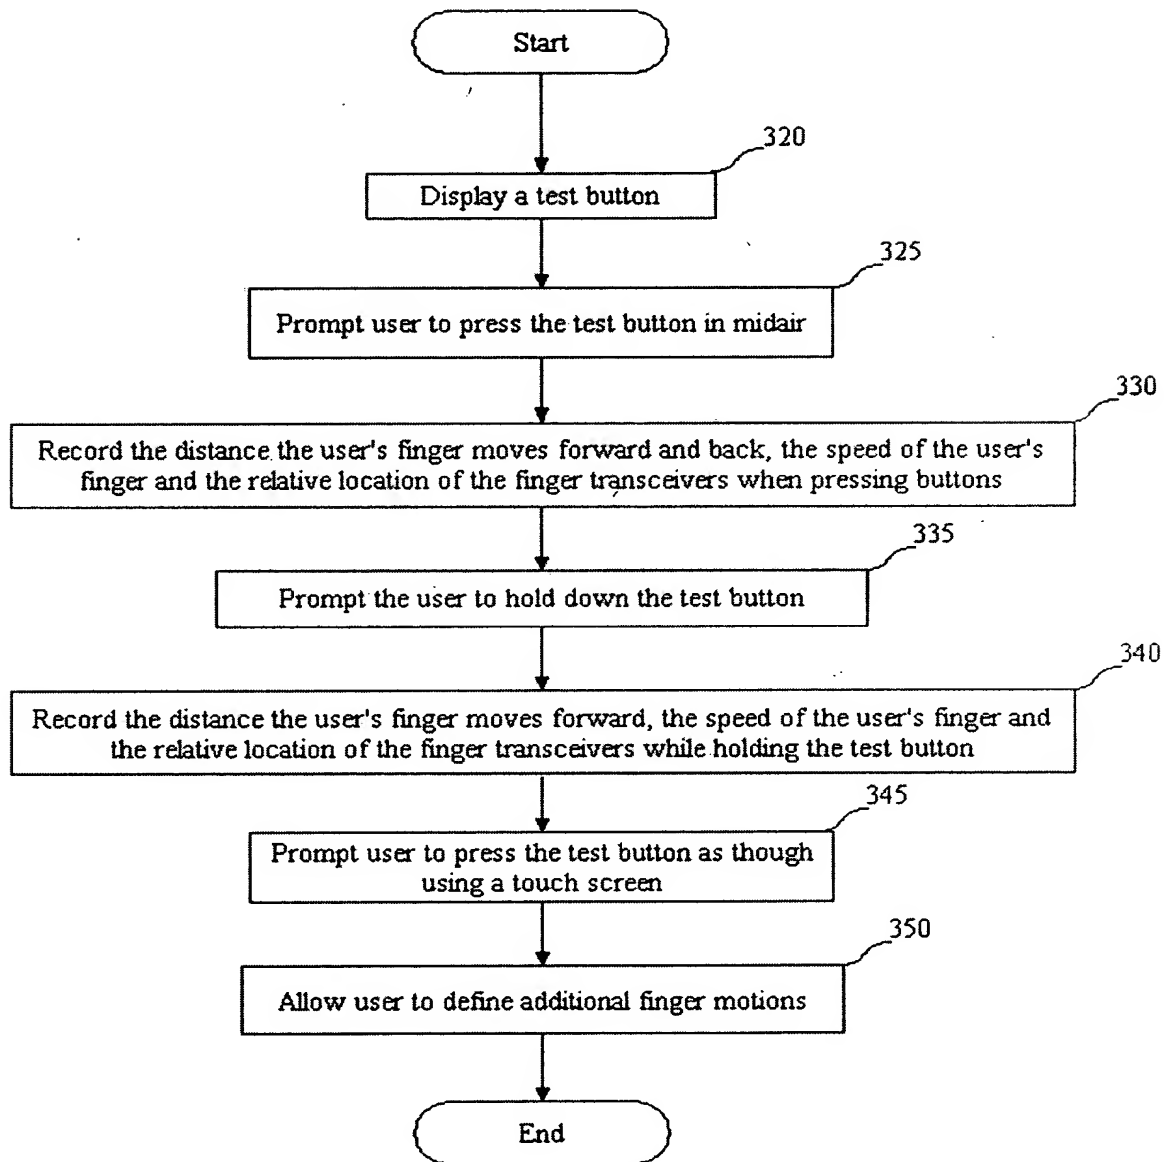 Start
320
Display a test button
325
Prompt user to press the test button in midair
330
Record the distance the user's finger moves forward and back, the speed of the user's
finger and the relative location of the finger transceivers when pressing buttons
335
Prompt the user to hold down the test button
340
Record the distance the user's finger moves forward, the speed of the user's finger and
the relative location of the finger transceivers while holding the test button
345
Prompt user to press the test button as though
using a touch screen
350
Allow user to define additional finger motions
End